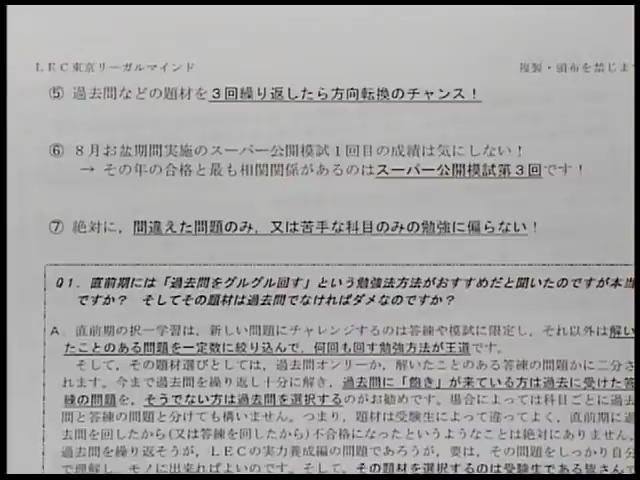 LEC東京リーガルマインド 複製・頒布を禁じま
⑤ 過去問などの題材を3回繰り返したら方向転換のチャンス！
⑥ 8月お盆期間実施のスーパー公開模試1回目の成績は気にしない！
→ その年の合格と最も相関関係があるのはスーパー公開模試第3回です！
⑦ 絶対に，間違えた問題のみ，又は苦手な科目のみの勉強に偏らない！
Q1．直前期には「過去問をグルグル回す」という勉強法方法がおすすめだと聞いたのですが本当
ですか？ そしてその題材は過去問でなければダメなのですか？
A．直前期の択一学習は，新しい問題にチャレンジするのは答練や模試に限定し，それ以外は解い
たことのある問題を一定数に絞り込んで，何回も回す勉強方法が王道です。
そして，その題材選びとしては，過去問オンリーか，解いたことのある答練の問題かに二分さ
れます。今まで過去問を繰り返し十分に解き，過去問に「飽き」が来ている方は過去に受けた答
練の問題を，そうでない方は過去問を選択するのがお勧めです。場合によっては科目ごとに過去
問と答練の問題と分けても構いません。つまり，題材は受験生によって違ってよく，直前期に過
去問を回したから(又は答練を回したから)不合格になったというようなことは絶対にありません。
過去問を繰り返そうが，LECの実力養成編の問題であろうが，要は，その問題をしっかり自分
で理解し，モノに出来ればよいのです。そして，その題材を選択するのは受験生である皆さんで